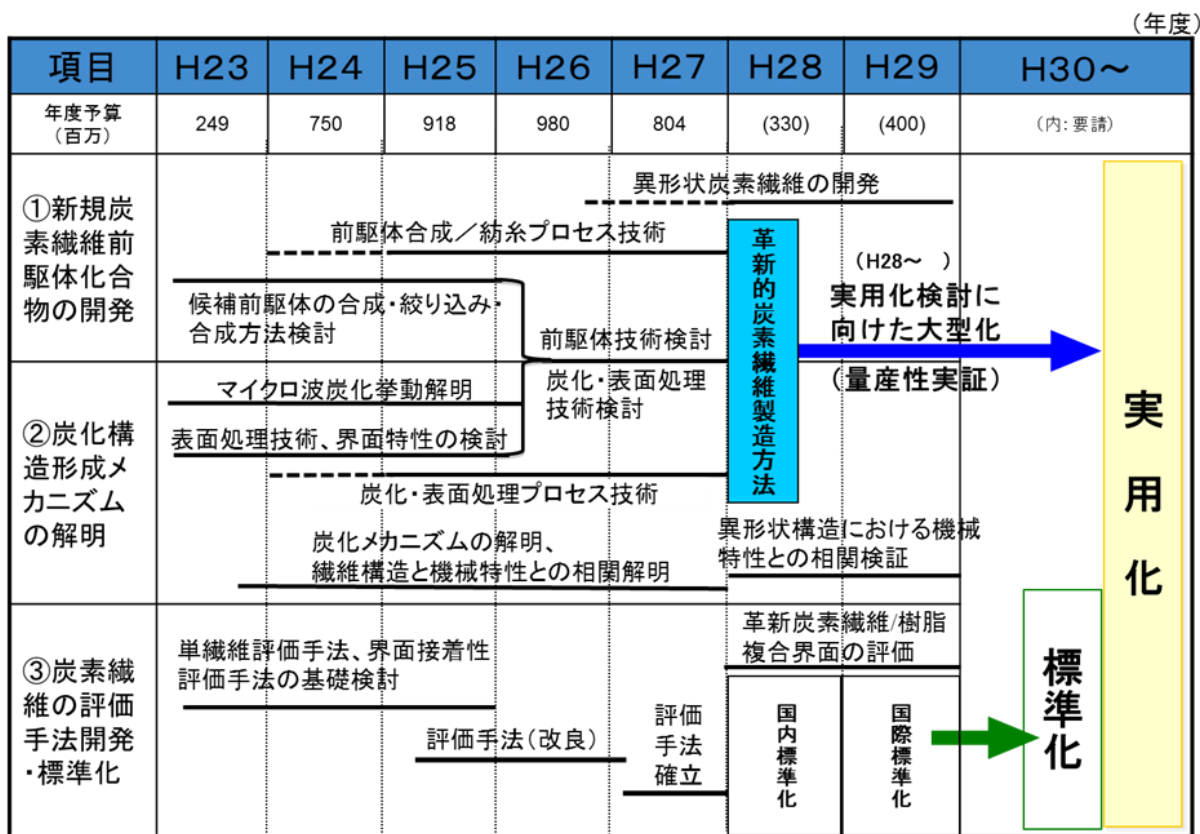 （年度）
項目
H23
H24
H25
H26
H27
H28
H29
H30～
年度予算
（百万）
249
750
918
980
804
(330)
(400)
（内：要請）
①新規炭
素繊維前
駆体化合
物の開発
異形状炭素繊維の開発
前駆体合成／紡糸プロセス技術
候補前駆体の合成・絞り込み・
合成方法検討
前駆体技術検討
革新的炭素繊維製造方法
（H28～　）
実用化検討に
向けた大型化
（量産性実証）
②炭化構
造形成メ
カニズム
の解明
マイクロ波炭化挙動解明
炭化・表面処理
技術検討
表面処理技術、界面特性の検討
炭化・表面処理プロセス技術
炭化メカニズムの解明、
繊維構造と機械特性との相関解明
異形状構造における機械
特性との相関検証
③炭素繊
維の評価
手法開発
・標準化
単繊維評価手法、界面接着性
評価手法の基礎検討
評価手法（改良）
評価
手法
確立
革新炭素繊維/樹脂
複合界面の評価
国内標準化
国際標準化
標準化
実用化